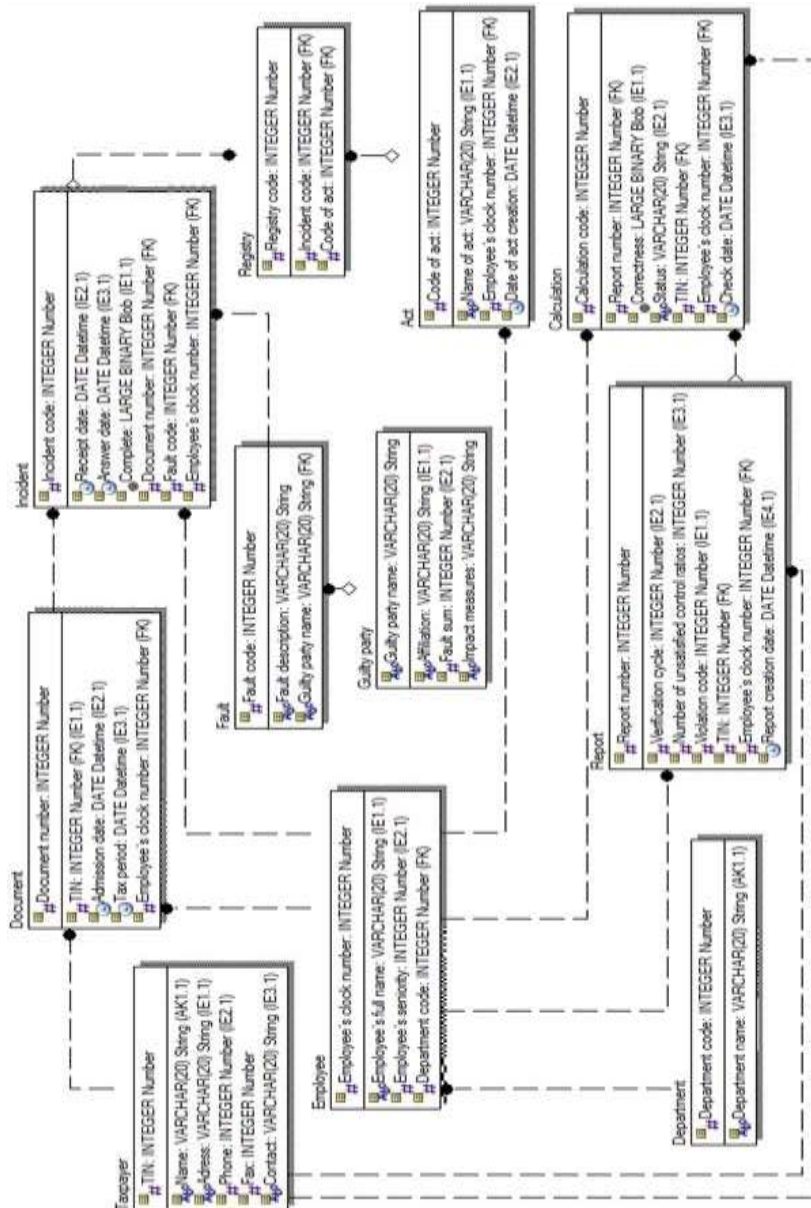 Taxpayer
TIN: INTEGER Number
Name: VARCHAR(20) String (AK1.1)
Adress: VARCHAR(20) String (IE1.1)
Phone: INTEGER Number (IE2.1)
Fax: INTEGER Number
Contact: VARCHAR(20) String (IE3.1)
Document
Document number: INTEGER Number
TIN: INTEGER Number (FK) (IE1.1)
Admission date: DATE Datetime (IE2.1)
Tax period: DATE Datetime (IE3.1)
Employee's clock number: INTEGER Number (FK)
Incident
Incident code: INTEGER Number
Receipt date: DATE Datetime (IE2.1)
Answer date: DATE Datetime (IE3.1)
Complete: LARGE BINARY Blob (IE1.1)
Document number: INTEGER Number (FK)
Fault code: INTEGER Number (FK)
Employee's clock number: INTEGER Number (FK)
Registry
Registry code: INTEGER Number
Incident code: INTEGER Number (FK)
Code of act: INTEGER Number (FK)
Fault
Fault code: INTEGER Number
Fault description: VARCHAR(20) String
Guilty party name: VARCHAR(20) String (FK)
Guilty party
Guilty party name: VARCHAR(20) String
Affiliation: VARCHAR(20) String (IE1.1)
Fault sum: INTEGER Number (IE2.1)
Impact measures: VARCHAR(20) String
Act
Code of act: INTEGER Number
Name of act: VARCHAR(20) String (IE1.1)
Employee's clock number: INTEGER Number (FK)
Date of act creation: DATE Datetime (IE2.1)
Employee
Employee's clock number: INTEGER Number
Employee's full name: VARCHAR(20) String (IE1.1)
Employee's seniority: INTEGER Number (IE2.1)
Department code: INTEGER Number (FK)
Department
Department code: INTEGER Number
Department name: VARCHAR(20) String (AK1.1)
Report
Report number: INTEGER Number
Verification cycle: INTEGER Number (IE2.1)
Number of unsatisfied control ratios: INTEGER Number (IE3.1)
Violation code: INTEGER Number (IE1.1)
TIN: INTEGER Number (FK)
Employee's clock number: INTEGER Number (FK)
Report creation date: DATE Datetime (IE4.1)
Calculation
Calculation code: INTEGER Number
Report number: INTEGER Number (FK)
Correctness: LARGE BINARY Blob (IE1.1)
Status: VARCHAR(20) String (IE2.1)
TIN: INTEGER Number (FK)
Employee's clock number: INTEGER Number (FK)
Check date: DATE Datetime (IE3.1)